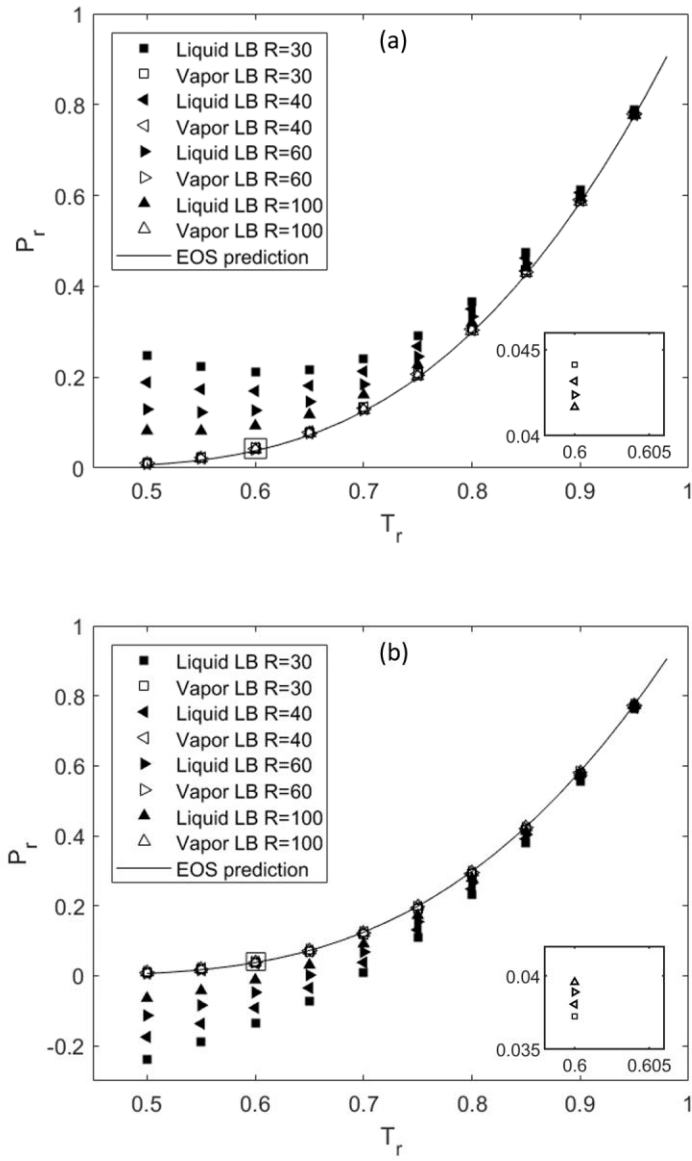 (a)
Liquid LB R=30
Vapor LB R=30
Liquid LB R=40
Vapor LB R=40
Liquid LB R=60
Vapor LB R=60
Liquid LB R=100
Vapor LB R=100
EOS prediction
1
0.8
0.6
0.4
0.2
0
P_r
0.045
0.04
0.6 0.605
0.5 0.6 0.7 0.8 0.9 1
T_r
(b)
Liquid LB R=30
Vapor LB R=30
Liquid LB R=40
Vapor LB R=40
Liquid LB R=60
Vapor LB R=60
Liquid LB R=100
Vapor LB R=100
EOS prediction
1
0.8
0.6
0.4
0.2
0
-0.2
P_r
0.04
0.035
0.6 0.605
0.5 0.6 0.7 0.8 0.9 1
T_r